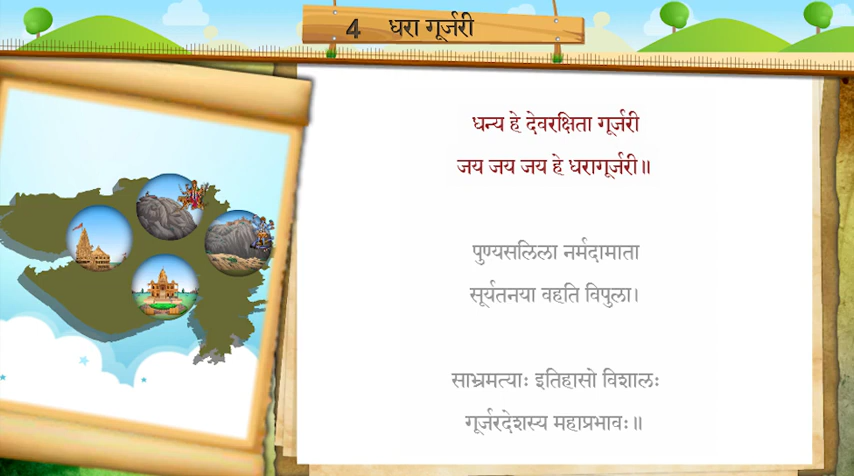 4 धरा गूर्जरी
धन्य हे देवरक्षिता गूर्जरी
जय जय जय हे धरागूर्जरी॥
पुण्यसलिला नर्मदामाता
सूर्यतनया वहति विपुला।
साभ्रमत्याः इतिहासो विशालः
गूर्जरदेशस्य महाप्रभावः॥